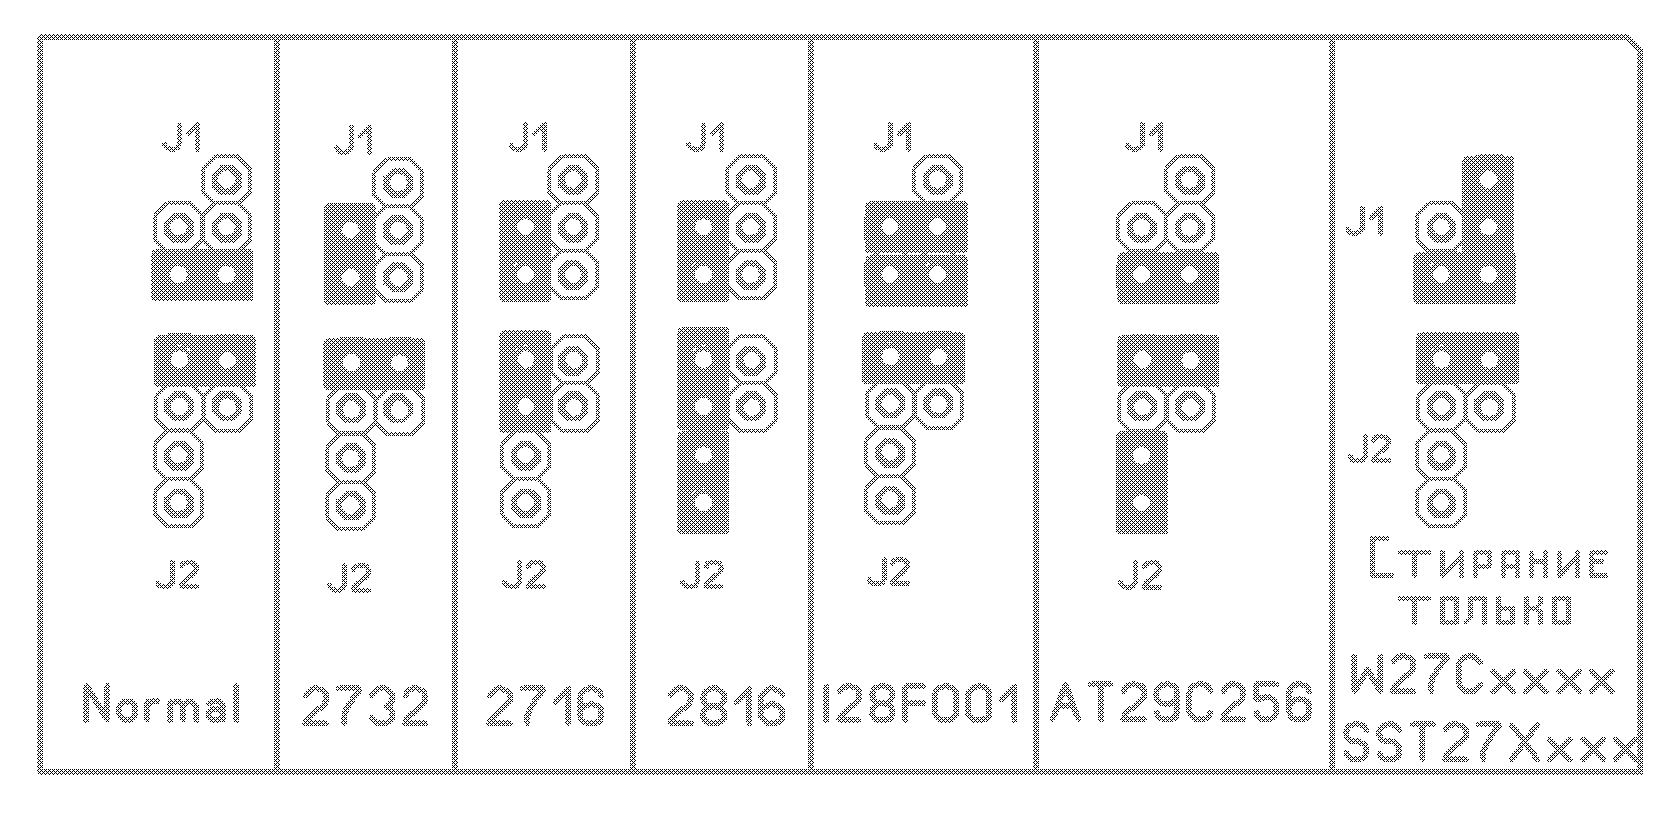 J1 J1 J1 J1 J1 J1
J1
J2
J2 J2 J2 J2 J2 J2
Стирание
только
Normal 2732 2716 2816 I28F001 AT29C256 W27Cxxxx
SST27Xxxx